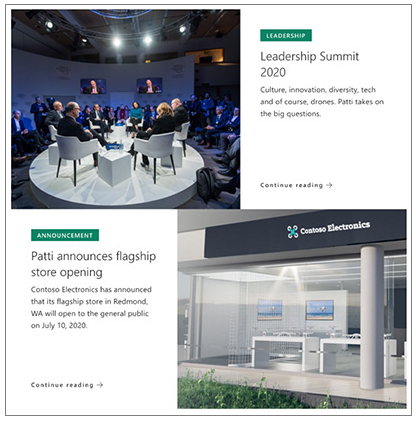 LEADERSHIP
Leadership Summit
2020
Culture, innovation, diversity, tech
and of course, drones. Patti takes on
the big questions.
Continue reading →
ANNOUNCEMENT
Patti announces flagship
store opening
Contoso Electronics has announced
that its flagship store in Redmond,
WA will open to the general public
on July 10, 2020.
Continue reading →
Contoso Electronics